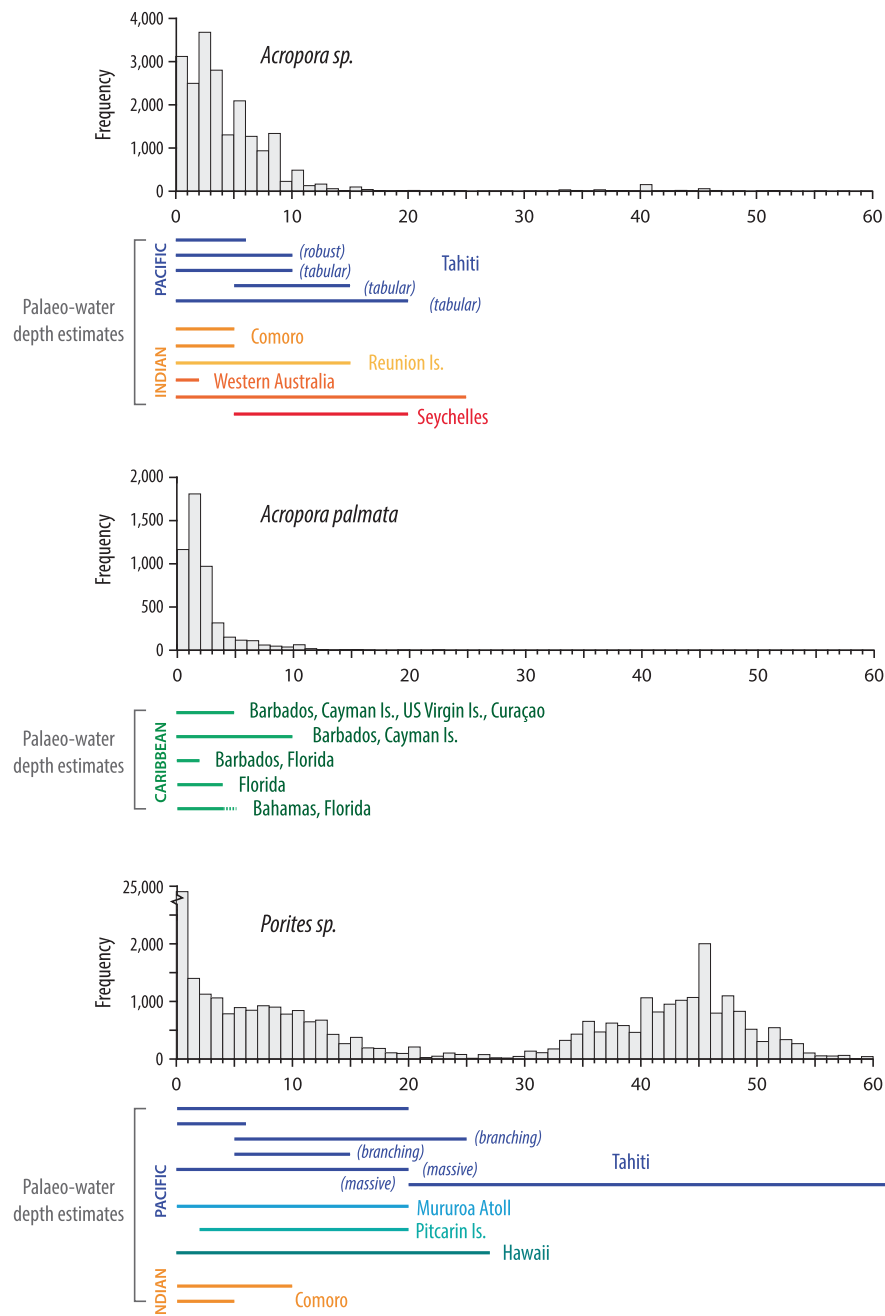 4,000
3,000
2,000
1,000
0
Frequency
Acropora sp.
0 10 20 30 40 50 60
Palaeo-water
depth estimates
PACIFIC
(robust)
(tabular)
Tahiti
(tabular)
(tabular)
INDIAN
Comoro
Reunion Is.
Western Australia
Seychelles
2,000
1,500
1,000
500
0
Frequency
Acropora palmata
0 10 20 30 40 50 60
Palaeo-water
depth estimates
CARIBBEAN
Barbados, Cayman Is., US Virgin Is., Curaçao
Barbados, Cayman Is.
Barbados, Florida
Florida
Bahamas, Florida
25,000
2,000
1,000
0
Frequency
Porites sp.
0 10 20 30 40 50 60
Palaeo-water
depth estimates
PACIFIC
(branching)
(branching)
(massive)
Tahiti
(massive)
Mururoa Atoll
Pitcarin Is.
Hawaii
NDIAN
Comoro